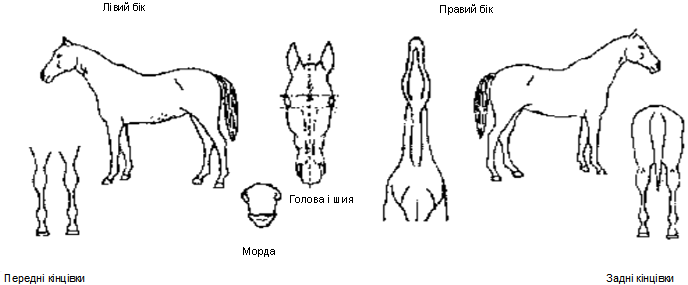 Лівий бік
Правий бік
Голова і шия
Морда
Передні кінцівки
Задні кінцівки